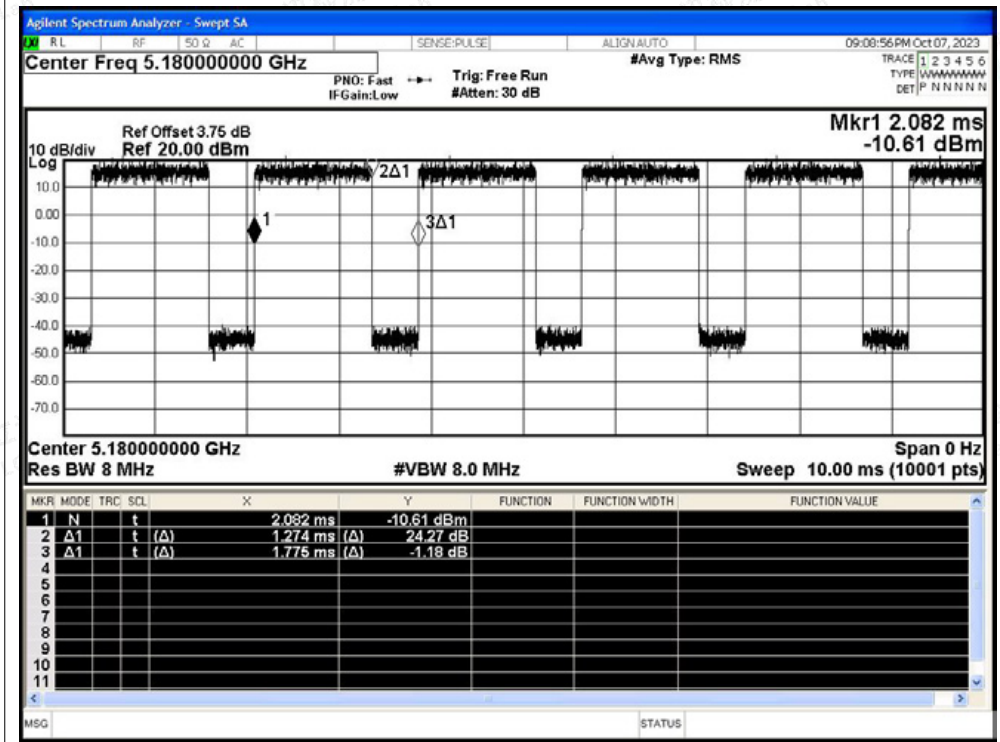 Agilent Spectrum Analyzer - Swept SA
LXI RL RF 50 Ω AC SENSE:PULSE ALIGN AUTO 09:08:56 PM Oct 07, 2023
Center Freq 5.180000000 GHz #Avg Type: RMS TRACE 1 2 3 4 5 6
PNO: Fast Trig: Free Run TYPE WWWWWW
IFGain:Low #Atten: 30 dB DET P N N N N N
Mkr1 2.082 ms
Ref Offset 3.75 dB
10 dB/div Ref 20.00 dBm -10.61 dBm
Log
10.0
2Δ1
0.00
1
3Δ1
-10.0
-20.0
-30.0
-40.0
-50.0
-60.0
-70.0
Center 5.180000000 GHz Span 0 Hz
Res BW 8 MHz #VBW 8.0 MHz Sweep 10.00 ms (10001 pts)
MKR MODE TRC SCL X Y FUNCTION FUNCTION WIDTH FUNCTION VALUE
1 N t 2.082 ms -10.61 dBm
2 Δ1 t (Δ) 1.274 ms (Δ) 24.27 dB
3 Δ1 t (Δ) 1.775 ms (Δ) -1.18 dB
4
5
6
7
8
9
10
11
MSG STATUS